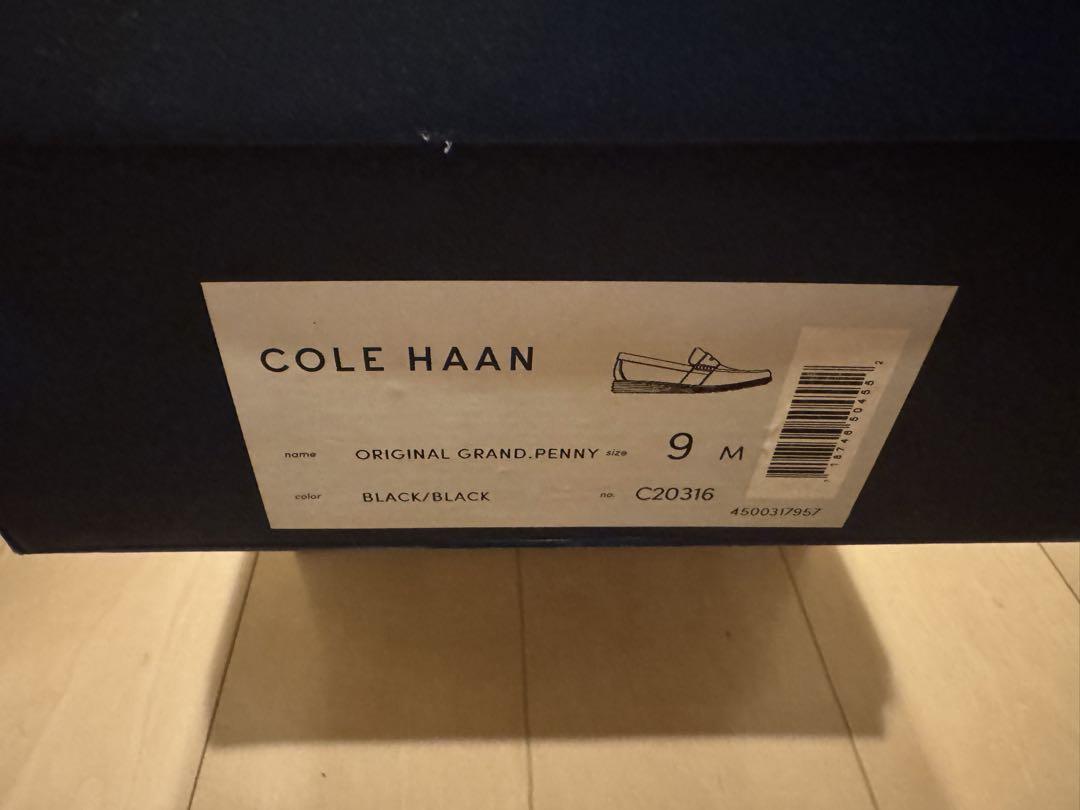 COLE HAAN
name ORIGINAL GRAND.PENNY size 9 M
color BLACK/BLACK no. C20316
4500317957